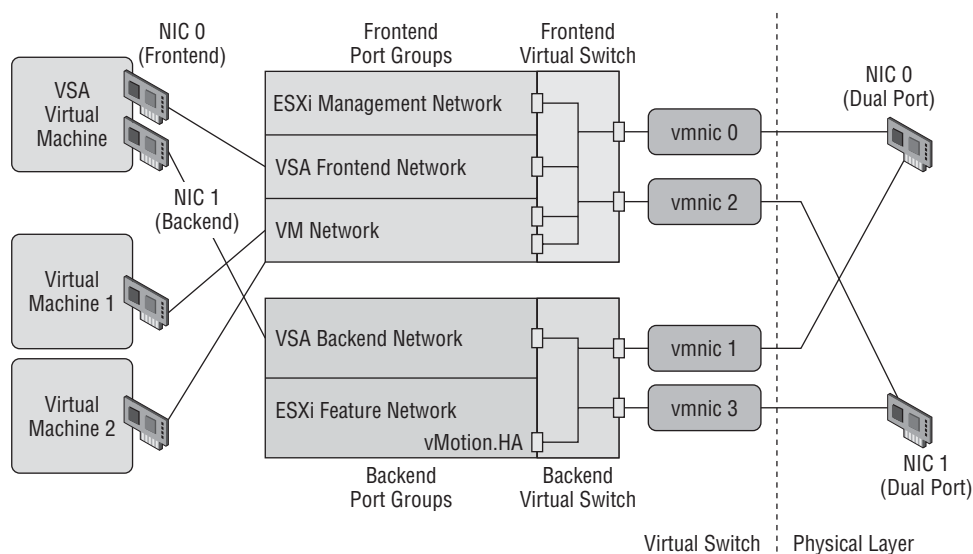 NIC 0
(Frontend)
Frontend
Port Groups
Frontend
Virtual Switch
VSA
Virtual
Machine
ESXi Management Network
VSA Frontend Network
VM Network
vmnic 0
vmnic 2
NIC 0
(Dual Port)
NIC 1
(Backend)
Virtual
Machine 1
Virtual
Machine 2
VSA Backend Network
ESXi Feature Network
vMotion.HA
vmnic 1
vmnic 3
NIC 1
(Dual Port)
Backend
Port Groups
Backend
Virtual Switch
Virtual Switch
Physical Layer